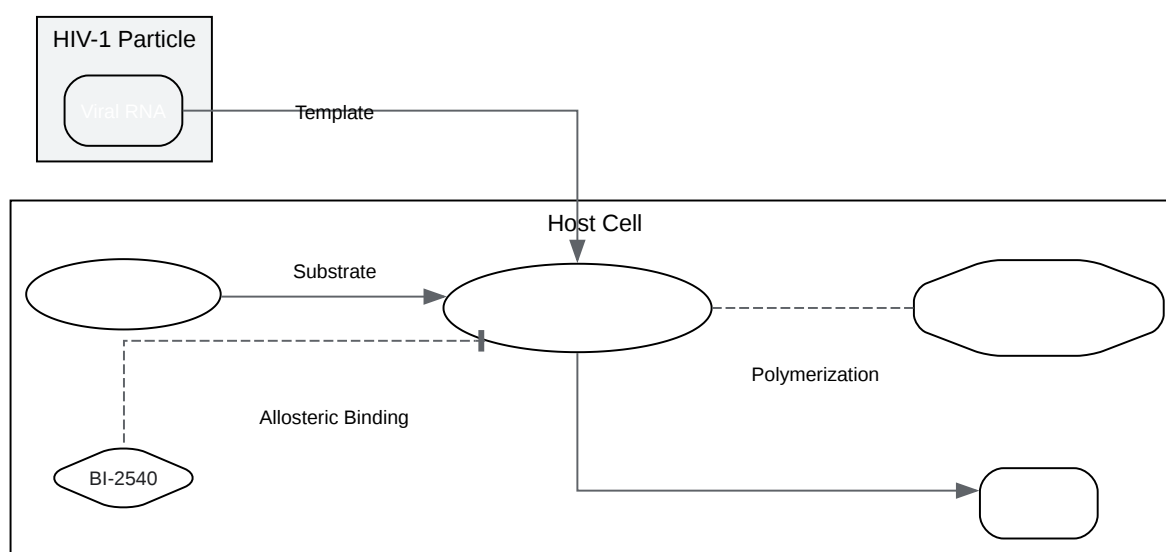 HIV-1 Particle
Viral RNA
Template
Host Cell
Substrate
Polymerization
Allosteric Binding
BI-2540